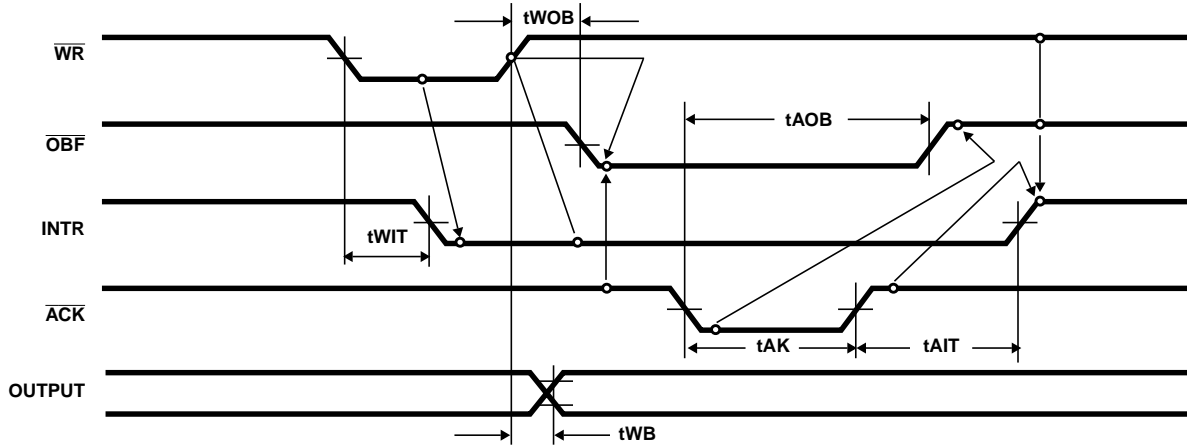 tWOB
WR
OBF
tAOB
INTR
tWIT
ACK
tAK
tAIT
OUTPUT
tWB